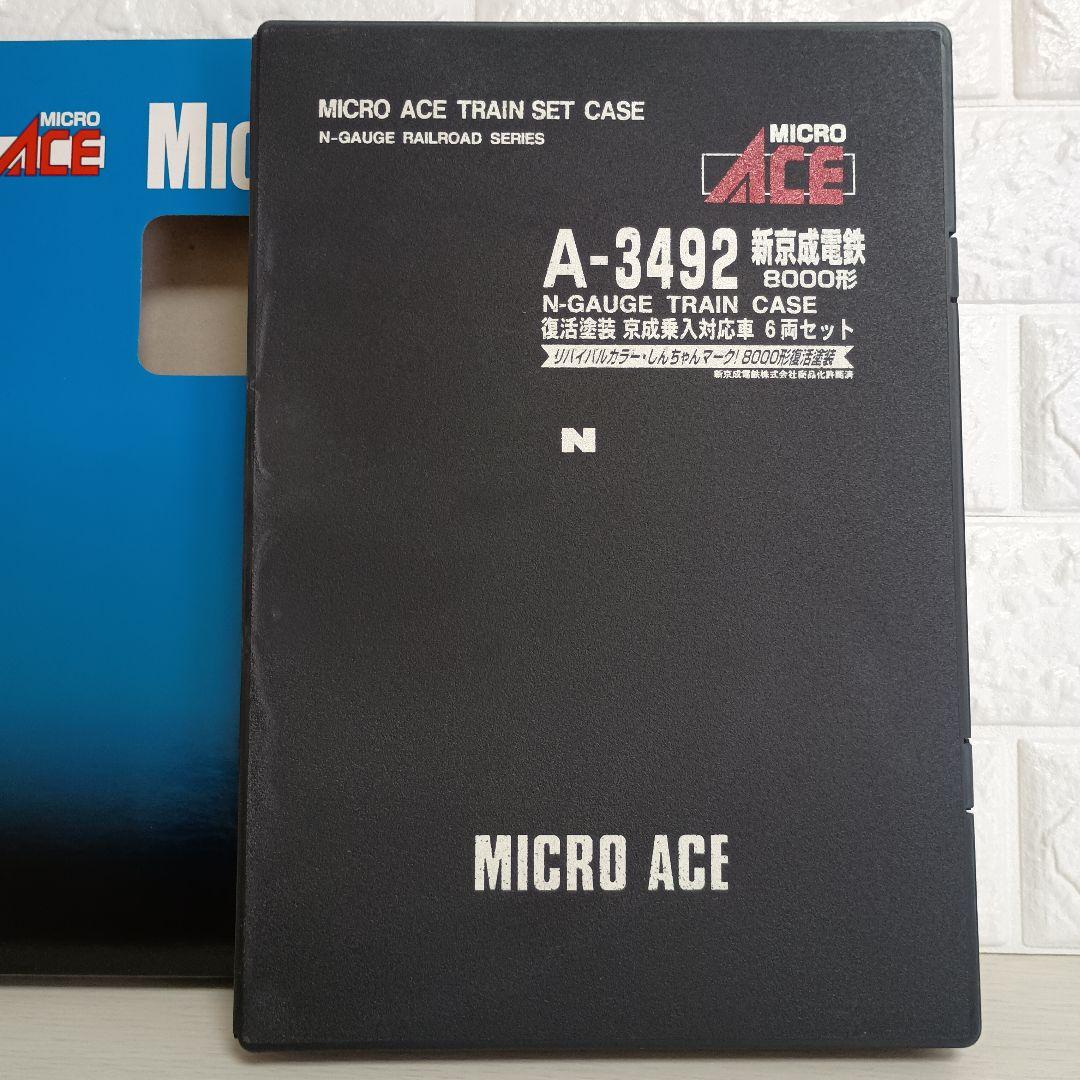 MICRO
ACE
MIC
MICRO ACE TRAIN SET CASE
N-GAUGE RAILROAD SERIES
MICRO
ACE
A-3492 新京成電鉄
8000形
N-GAUGE TRAIN CASE
復活塗装 京成乗入対応車 6両セット
リバイバルカラー・しんちゃんマーク! 8000形復活塗装
新京成電鉄株式会社商品化許諾済
N
MICRO ACE